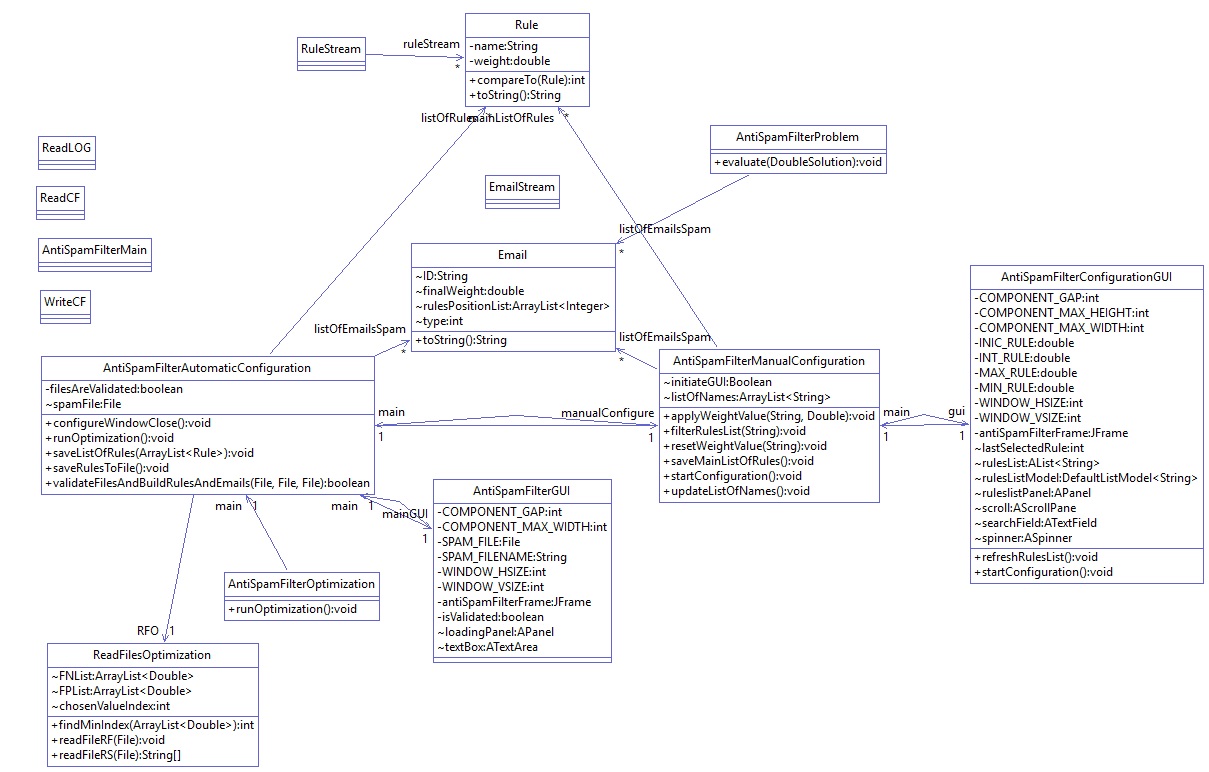 Rule
-name:String
-weight:double
+compareTo(Rule):int
+toString():String
RuleStream
ruleStream
*
listOfRules
mainListOfRules
*
ReadLOG
ReadCF
AntiSpamFilterMain
WriteCF
EmailStream
AntiSpamFilterProblem
+evaluate(DoubleSolution):void
listOfEmailsSpam
*
Email
~ID:String
~finalWeight:double
~rulesPositionList:ArrayList<Integer>
~type:int
+toString():String
listOfEmailsSpam
*
listOfEmailsSpam
*
AntiSpamFilterAutomaticConfiguration
-filesAreValidated:boolean
~spamFile:File
+configureWindowClose():void
+runOptimization():void
+saveListOfRules(ArrayList<Rule>):void
+saveRulesToFile():void
+validateFilesAndBuildRulesAndEmails(File, File, File):boolean
main
1
manualConfigure
1
AntiSpamFilterManualConfiguration
~initiateGUI:Boolean
~listOfNames:ArrayList<String>
+applyWeightValue(String, Double):void
+filterRulesList(String):void
+resetWeightValue(String):void
+saveMainListOfRules():void
+startConfiguration():void
+updateListOfNames():void
main
1
gui
1
AntiSpamFilterConfigurationGUI
-COMPONENT_GAP:int
-COMPONENT_MAX_HEIGHT:int
-COMPONENT_MAX_WIDTH:int
-INIC_RULE:double
-INT_RULE:double
-MAX_RULE:double
-MIN_RULE:double
-WINDOW_HSIZE:int
-WINDOW_VSIZE:int
-antiSpamFilterFrame:JFrame
~lastSelectedRule:int
~rulesList:AList<String>
~rulesListModel:DefaultListModel<String>
~ruleslistPanel:APanel
~scroll:AScrollPane
~searchField:ATextField
~spinner:ASpinner
+refreshRulesList():void
+startConfiguration():void
main
1
main
1
mainGUI
1
AntiSpamFilterGUI
-COMPONENT_GAP:int
-COMPONENT_MAX_WIDTH:int
-SPAM_FILE:File
-SPAM_FILENAME:String
-WINDOW_HSIZE:int
-WINDOW_VSIZE:int
-antiSpamFilterFrame:JFrame
-isValidated:boolean
~loadingPanel:APanel
~textBox:ATextArea
AntiSpamFilterOptimization
+runOptimization():void
RFO
1
ReadFilesOptimization
~FNList:ArrayList<Double>
~FPList:ArrayList<Double>
~chosenValueIndex:int
+findMinIndex(ArrayList<Double>):int
+readFileRF(File):void
+readFileRS(File):String[]